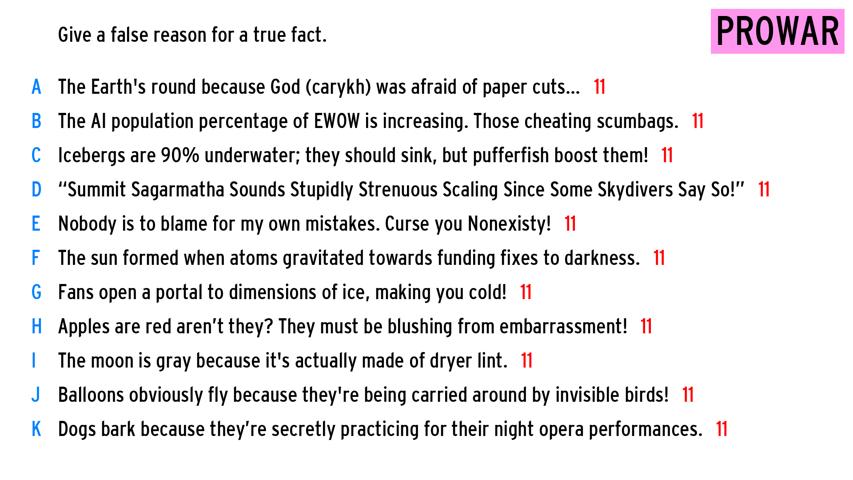 Give a false reason for a true fact.
PROWAR
A The Earth's round because God (carykh) was afraid of paper cuts... 11
B The AI population percentage of EWOW is increasing. Those cheating scumbags. 11
C Icebergs are 90% underwater; they should sink, but pufferfish boost them! 11
D “Summit Sagarmatha Sounds Stupidly Strenuous Scaling Since Some Skydivers Say So!” 11
E Nobody is to blame for my own mistakes. Curse you Nonexisty! 11
F The sun formed when atoms gravitated towards funding fixes to darkness. 11
G Fans open a portal to dimensions of ice, making you cold! 11
H Apples are red aren’t they? They must be blushing from embarrassment! 11
I The moon is gray because it's actually made of dryer lint. 11
J Balloons obviously fly because they're being carried around by invisible birds! 11
K Dogs bark because they’re secretly practicing for their night opera performances. 11